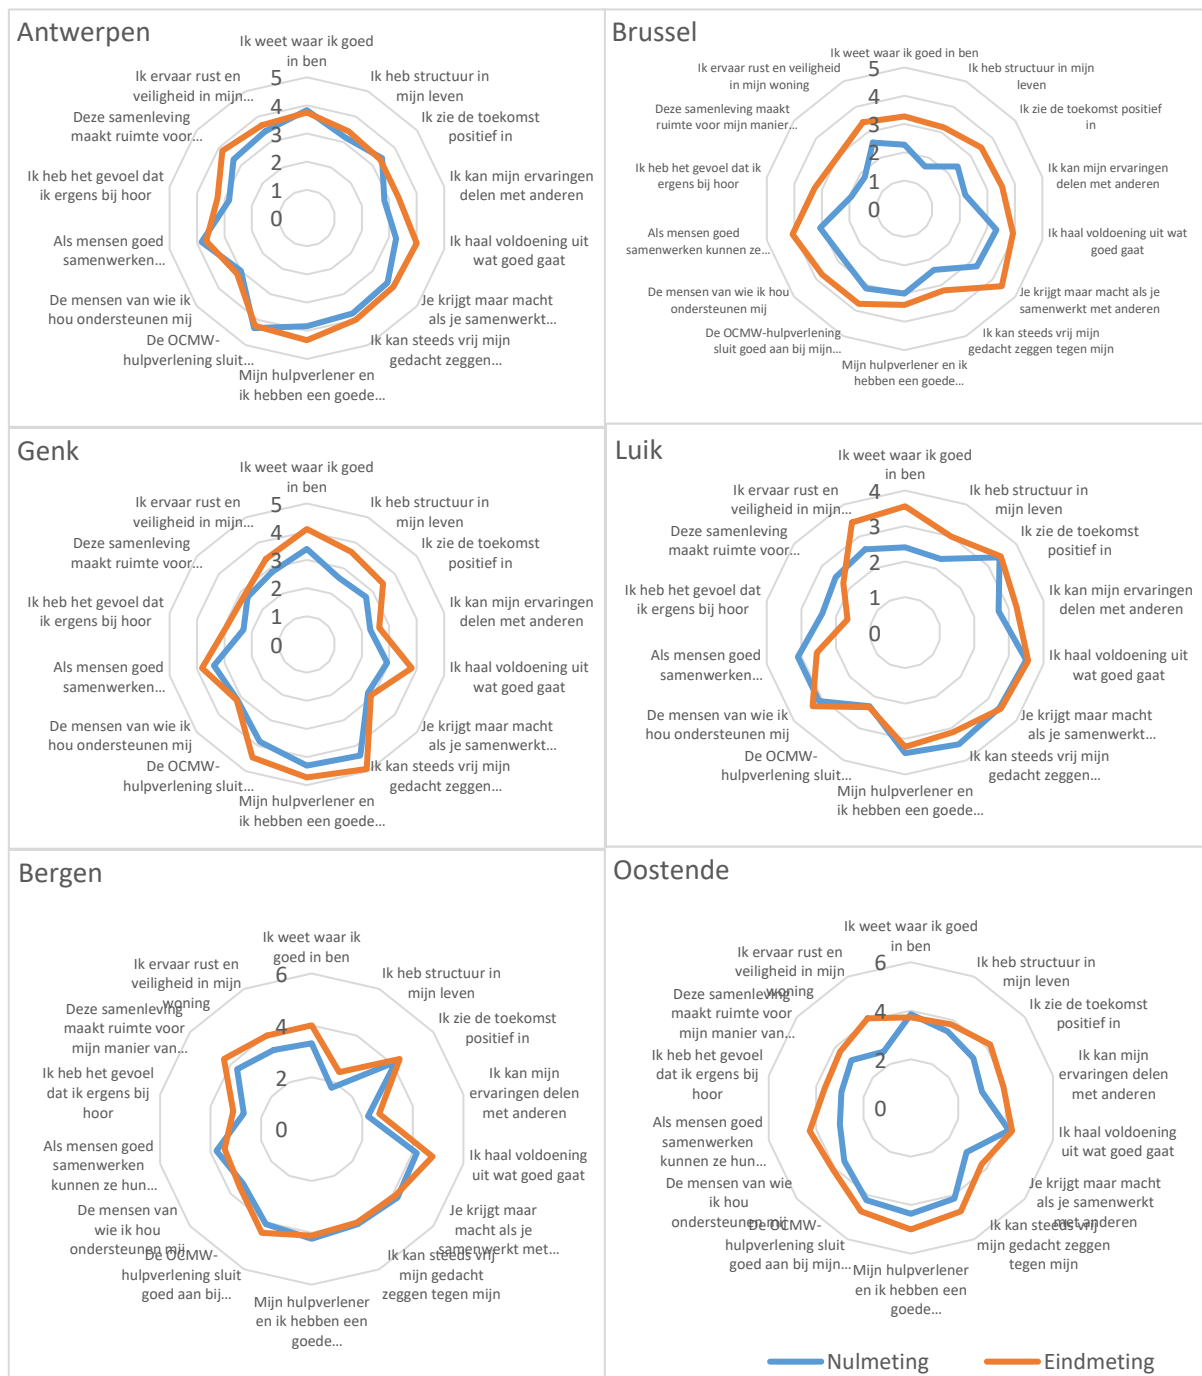 Antwerpen
Ik weet waar ik goed
in ben
Ik heb structuur in
mijn leven
Ik zie de toekomst
positief in
Ik kan mijn ervaringen
delen met anderen
Ik haal voldoening uit
wat goed gaat
Je krijgt maar macht
als je samenwerkt…
Ik kan steeds vrij mijn
gedacht zeggen…
Mijn hulpverlener en
ik hebben een goede…
De OCMW-
hulpverlening sluit…
De mensen van wie ik
hou ondersteunen mij
Als mensen goed
samenwerken…
Ik heb het gevoel dat
ik ergens bij hoor
Deze samenleving
maakt ruimte voor…
Ik ervaar rust en
veiligheid in mijn…
5
4
3
2
1
0
Brussel
Ik weet waar ik goed in ben
Ik heb structuur in mijn
leven
Ik zie de toekomst positief
in
Ik kan mijn ervaringen
delen met anderen
Ik haal voldoening uit wat
goed gaat
Je krijgt maar macht als je
samenwerkt met anderen
Ik kan steeds vrij mijn
gedacht zeggen tegen mijn
Mijn hulpverlener en ik
hebben een goede…
De OCMW-hulpverlening
sluit goed aan bij mijn…
De mensen van wie ik
hou ondersteunen mij
Als mensen goed
samenwerken kunnen ze…
Ik heb het gevoel dat ik
ergens bij hoor
Deze samenleving maakt
ruimte voor mijn manier…
Ik ervaar rust en veiligheid
in mijn woning
5
4
3
2
1
0
Genk
Ik weet waar ik goed
in ben
Ik heb structuur in
mijn leven
Ik zie de toekomst
positief in
Ik kan mijn ervaringen
delen met anderen
Ik haal voldoening uit
wat goed gaat
Je krijgt maar macht
als je samenwerkt…
Ik kan steeds vrij mijn
gedacht zeggen…
Mijn hulpverlener en
ik hebben een goede…
De OCMW-
hulpverlening sluit…
De mensen van wie ik
hou ondersteunen mij
Als mensen goed
samenwerken…
Ik heb het gevoel dat
ik ergens bij hoor
Deze samenleving
maakt ruimte voor…
Ik ervaar rust en
veiligheid in mijn…
5
4
3
2
1
0
Luik
Ik weet waar ik goed
in ben
Ik heb structuur in
mijn leven
Ik zie de toekomst
positief in
Ik kan mijn ervaringen
delen met anderen
Ik haal voldoening uit
wat goed gaat
Je krijgt maar macht
als je samenwerkt…
Ik kan steeds vrij mijn
gedacht zeggen…
Mijn hulpverlener en
ik hebben een goede…
De OCMW-
hulpverlening sluit…
De mensen van wie ik
hou ondersteunen mij
Als mensen goed
samenwerken…
Ik heb het gevoel dat
ik ergens bij hoor
Deze samenleving
maakt ruimte voor…
Ik ervaar rust en
veiligheid in mijn…
4
3
2
1
0
Bergen
Ik weet waar ik
goed in ben
Ik heb structuur in
mijn leven
Ik zie de toekomst
positief in
Ik kan mijn
ervaringen delen
met anderen
Ik haal voldoening
uit wat goed gaat
Je krijgt maar
macht als je
samenwerkt met…
Ik kan steeds vrij
mijn gedacht
zeggen tegen mijn
Mijn hulpverlener
en ik hebben een
goede…
De OCMW-
hulpverlening sluit
goed aan bij…
De mensen van
wie ik hou
ondersteunen mij
Als mensen goed
samenwerken
kunnen ze hun…
Ik heb het gevoel
dat ik ergens bij
hoor
Deze samenleving
maakt ruimte voor
mijn manier van…
Ik ervaar rust en
veiligheid in mijn
woning
6
4
2
0
Oostende
Ik weet waar ik goed
in ben
Ik heb structuur in
mijn leven
Ik zie de toekomst
positief in
Ik kan mijn
ervaringen delen
met anderen
Ik haal voldoening
uit wat goed gaat
Je krijgt maar macht
als je samenwerkt
met anderen
Ik kan steeds vrij
mijn gedacht zeggen
tegen mijn
Mijn hulpverlener
en ik hebben een
goede…
De OCMW-
hulpverlening sluit
goed aan bij mijn…
De mensen van wie
ik hou
ondersteunen mij
Als mensen goed
samenwerken
kunnen ze hun…
Ik heb het gevoel
dat ik ergens bij
hoor
Deze samenleving
maakt ruimte voor
mijn manier van…
Ik ervaar rust en
veiligheid in mijn
woning
6
4
2
0
Nulmeting
Eindmeting